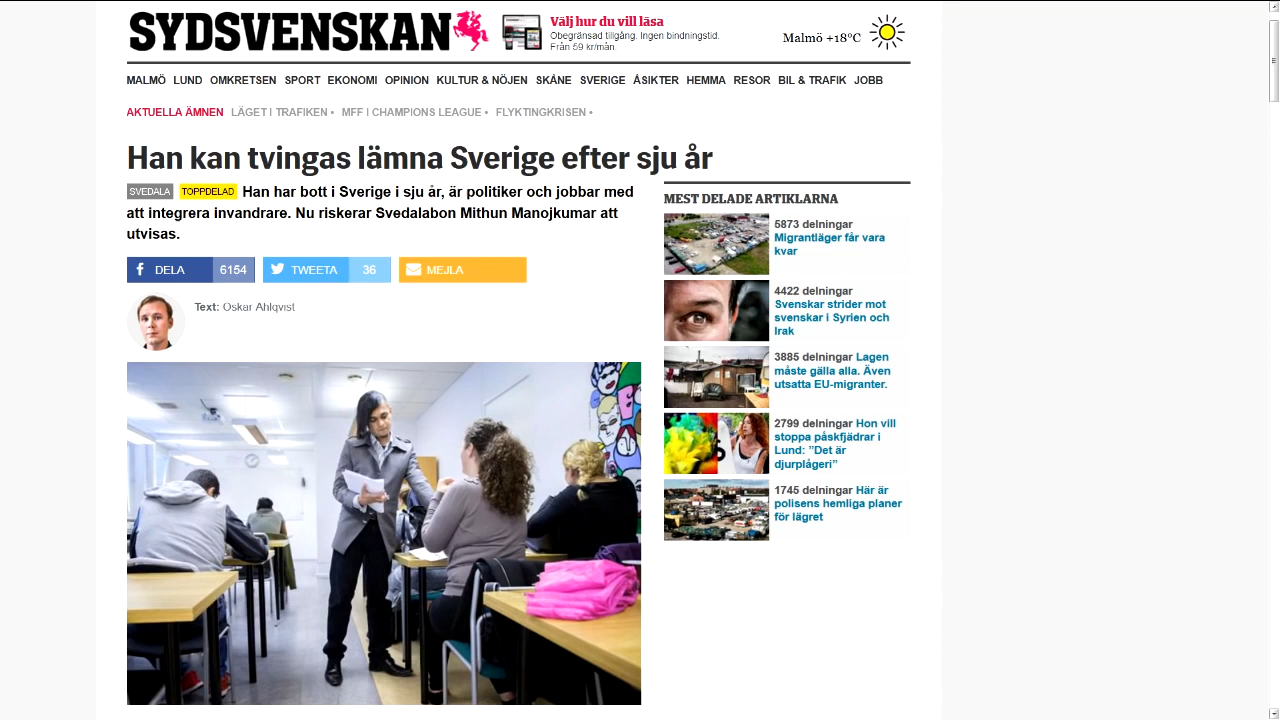 SYDSVENSKAN
Välj hur du vill läsa
Obegränsad tillgång. Ingen bindningstid.
Från 59 kr/mån.
Malmö +18°C
MALMÖ LUND OMKRETSEN SPORT EKONOMI OPINION KULTUR & NÖJEN SKÅNE SVERIGE ÅSIKTER HEMMA RESOR BIL & TRAFIK JOBB
AKTUELLA ÄMNEN LÄGET I TRAFIKEN • MFF I CHAMPIONS LEAGUE • FLYKTINGKRISEN •
Han kan tvingas lämna Sverige efter sju år
SVEDALA TOPPDELAD Han har bott i Sverige i sju år, är politiker och jobbar med
att integrera invandrare. Nu riskerar Svedalabon Mithun Manojkumar att
utvisas.
DELA 6154 TWEETA 36 MEJLA
Text: Oskar Ahlqvist
MEST DELADE ARTIKLARNA
5873 delningar
Migrantläger får vara
kvar
4422 delningar
Svenskar strider mot
svenskar i Syrien och
Irak
3885 delningar Lagen
måste gälla alla. Även
utsatta EU-migranter.
2799 delningar Hon vill
stoppa påskfjädrar i
Lund: ”Det är
djurplågeri”
1745 delningar Här är
polisens hemliga planer
för lägret